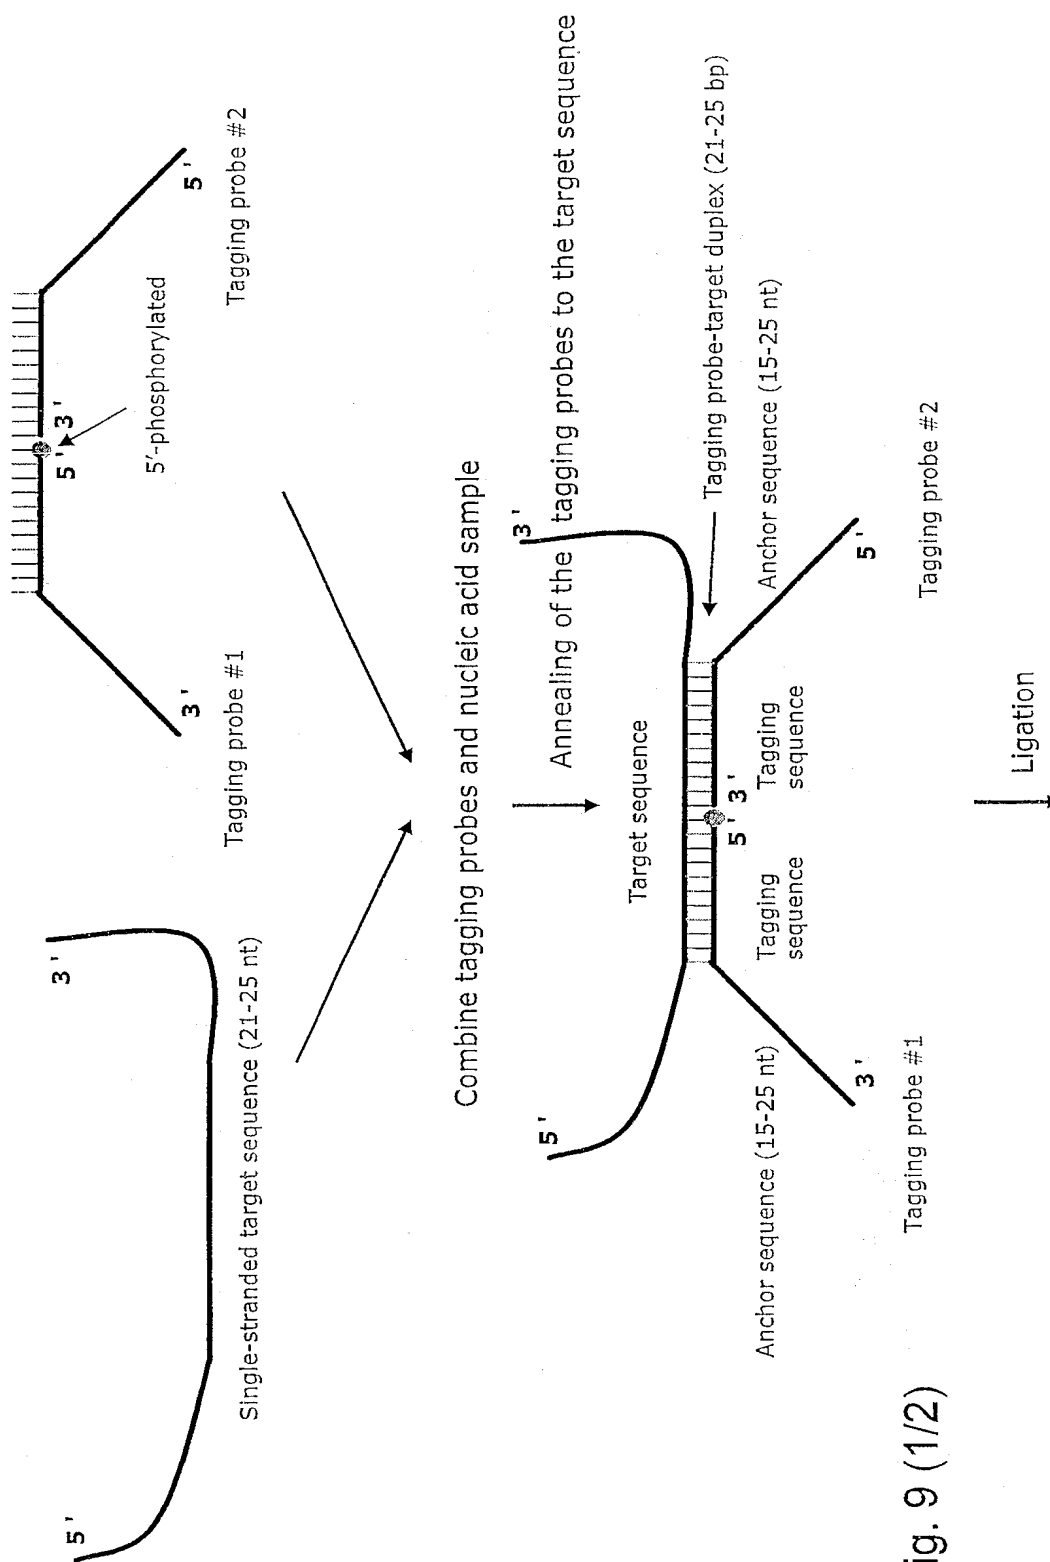 5'
3'
Single-stranded target sequence (21-25 nt)
3'
5' 3'
5'-phosphorylated
5'
Tagging probe #1
Tagging probe #2
Combine tagging probes and nucleic acid sample
Annealing of the tagging probes to the target sequence
5'
3'
Target sequence
Tagging probe-target duplex (21-25 bp)
5' 3'
Anchor sequence (15-25 nt)
Tagging
sequence
Tagging
sequence
Anchor sequence (15-25 nt)
3'
5'
Tagging probe #1
Tagging probe #2
Ligation
ig. 9 (1/2)